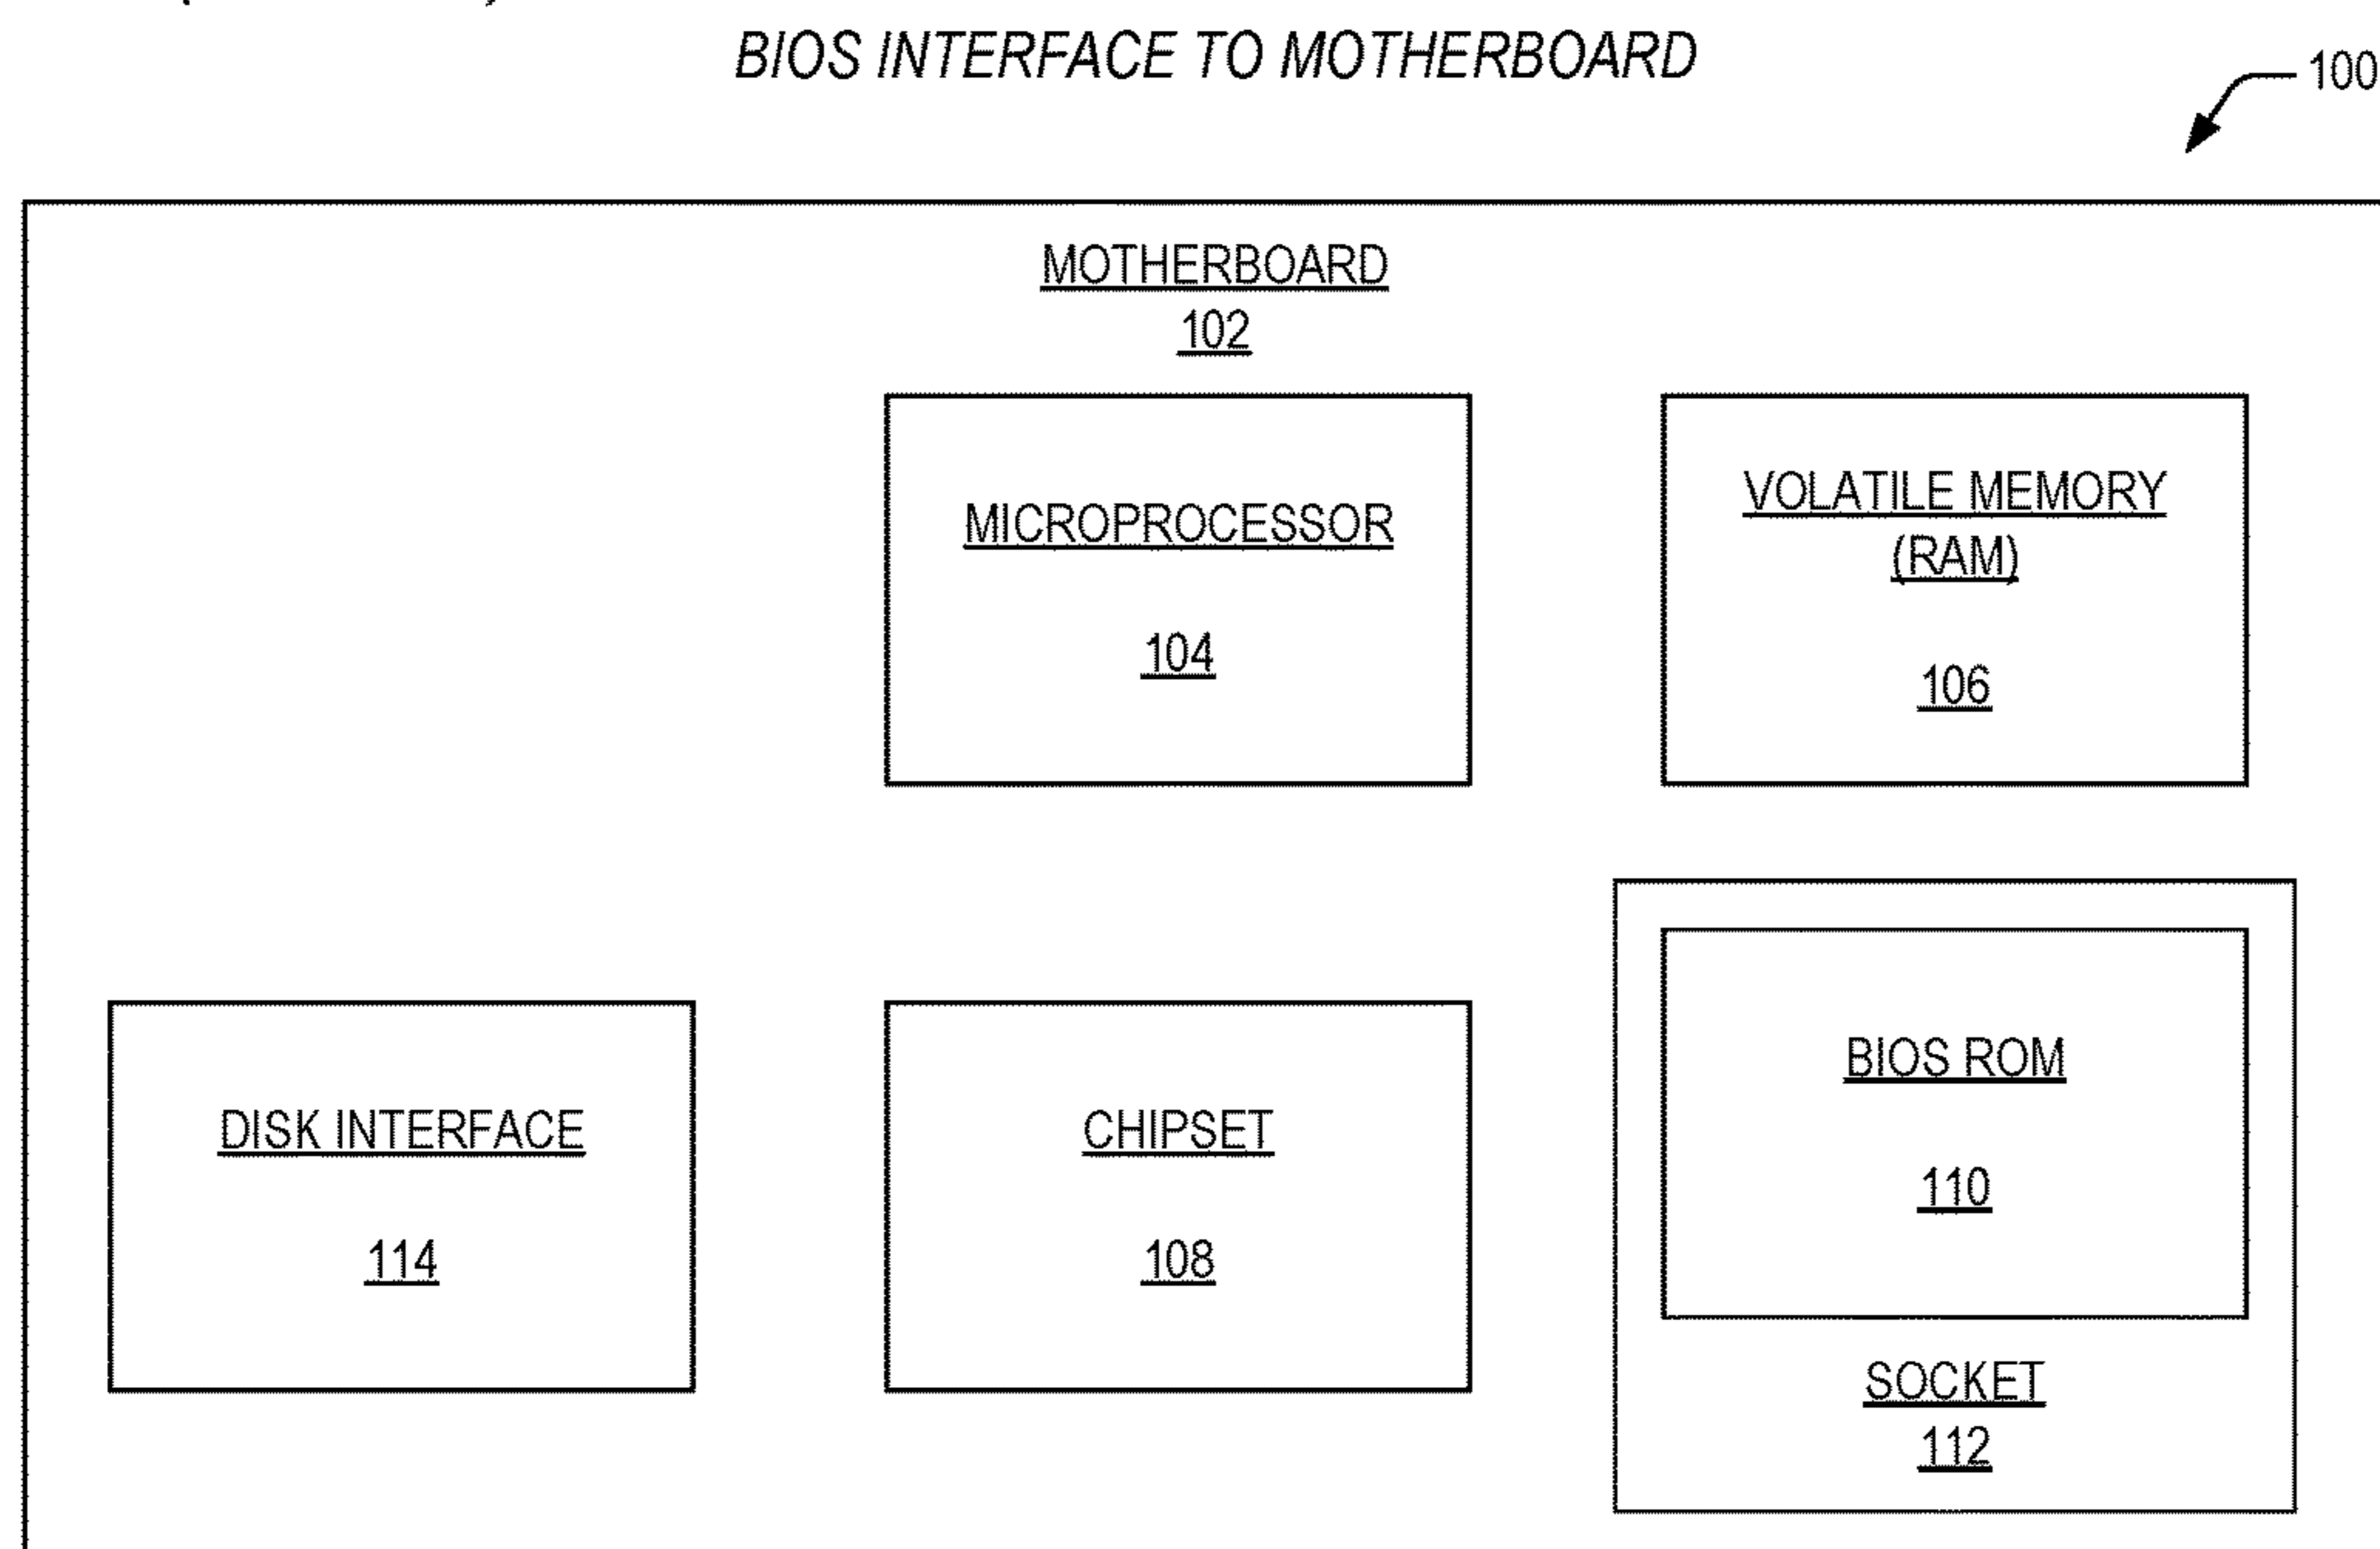 BIOS INTERFACE TO MOTHERBOARD
100
MOTHERBOARD
102
MICROPROCESSOR
104
VOLATILE MEMORY
(RAM)
106
DISK INTERFACE
114
CHIPSET
108
BIOS ROM
110
SOCKET
112